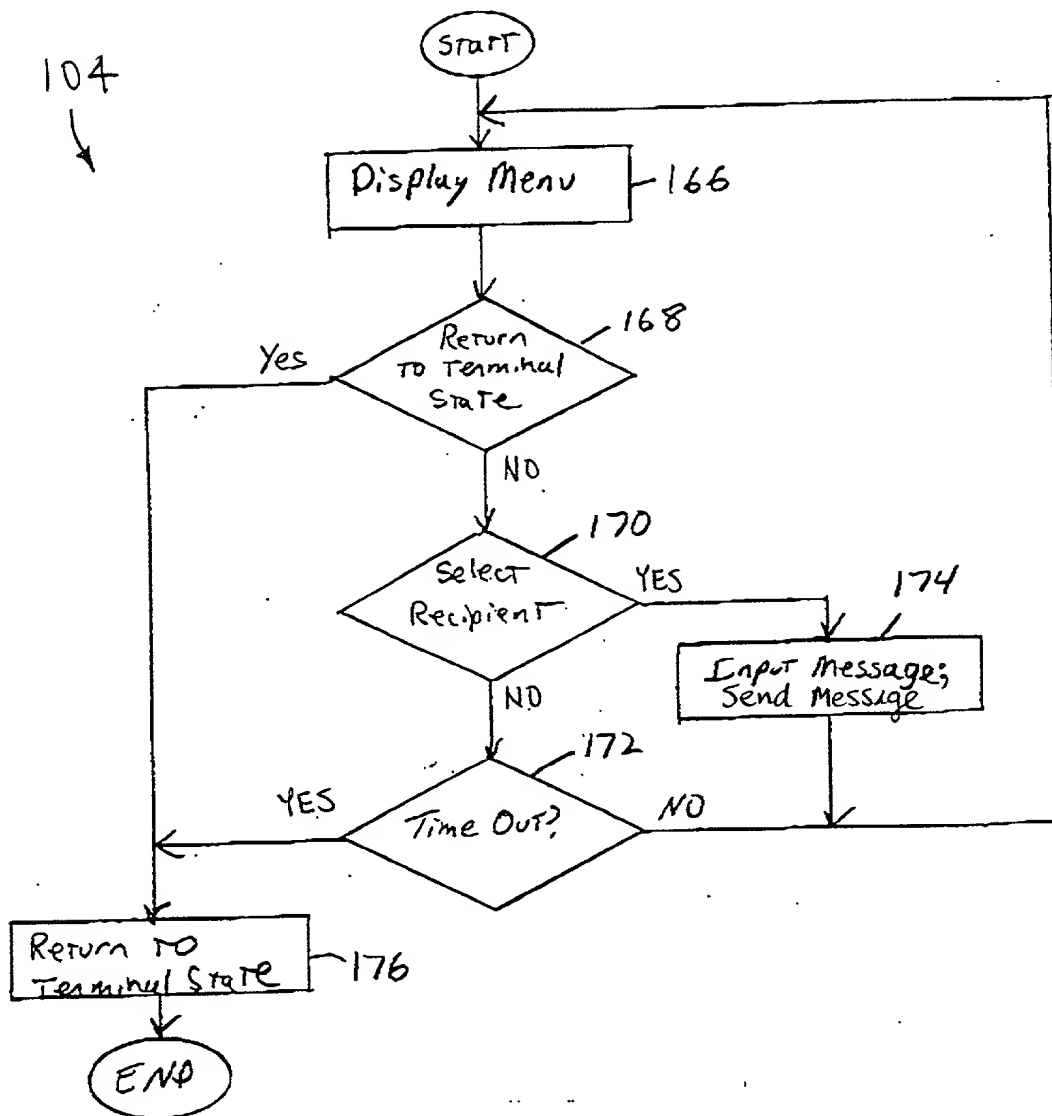 Start
104
Display Menu
166
168
Return
To Terminal
State
Yes
NO
170
Select
Recipient
YES
174
Input Message;
Send Message
NO
172
YES
Time Out?
NO
Return To
Terminal State
176
END